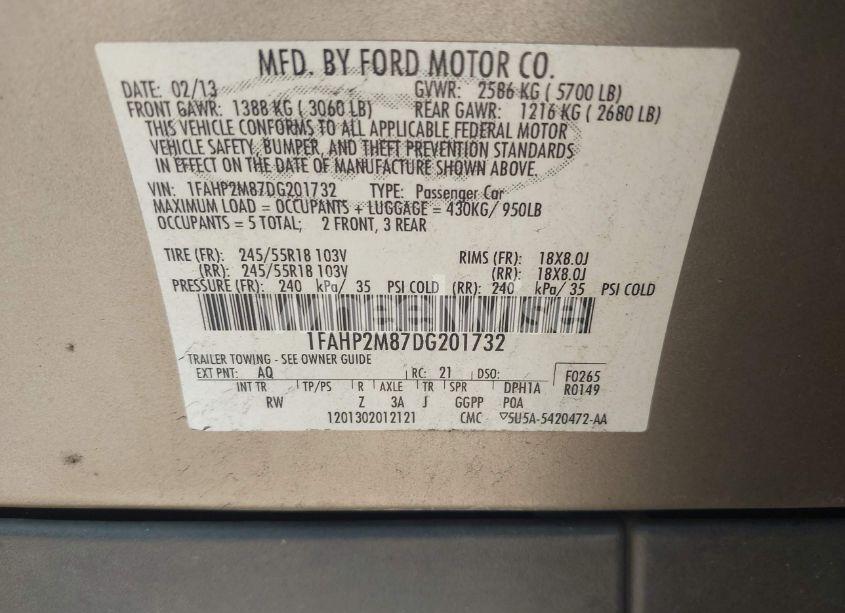 MFD. BY FORD MOTOR CO.
DATE: 02/13 GVWR: 2586 KG ( 5700 LB)
FRONT GAWR: 1388 KG ( 3060 LB) REAR GAWR: 1216 KG ( 2680 LB)
THIS VEHICLE CONFORMS TO ALL APPLICABLE FEDERAL MOTOR
VEHICLE SAFETY, BUMPER, AND THEFT PREVENTION STANDARDS
IN EFFECT ON THE DATE OF MANUFACTURE SHOWN ABOVE.
VIN: 1FAHP2M87DG201732 TYPE: Passenger Car
MAXIMUM LOAD = OCCUPANTS + LUGGAGE = 430KG/ 950LB
OCCUPANTS = 5 TOTAL; 2 FRONT, 3 REAR
TIRE (FR): 245/55R18 103V RIMS (FR): 18X8.0J
(RR): 245/55R18 103V (RR): 18X8.0J
PRESSURE (FR): 240 kPa/ 35 PSI COLD (RR): 240 kPa/ 35 PSI COLD
1FAHP2M87DG201732
TRAILER TOWING - SEE OWNER GUIDE
EXT PNT: AQ RC: 21 DSO: F0265
INT TR TP/PS R AXLE TR SPR DPH1A R0149
RW Z 3A J GGPP POA
1201302012121 CMC ▽5U5A-5420472-AA